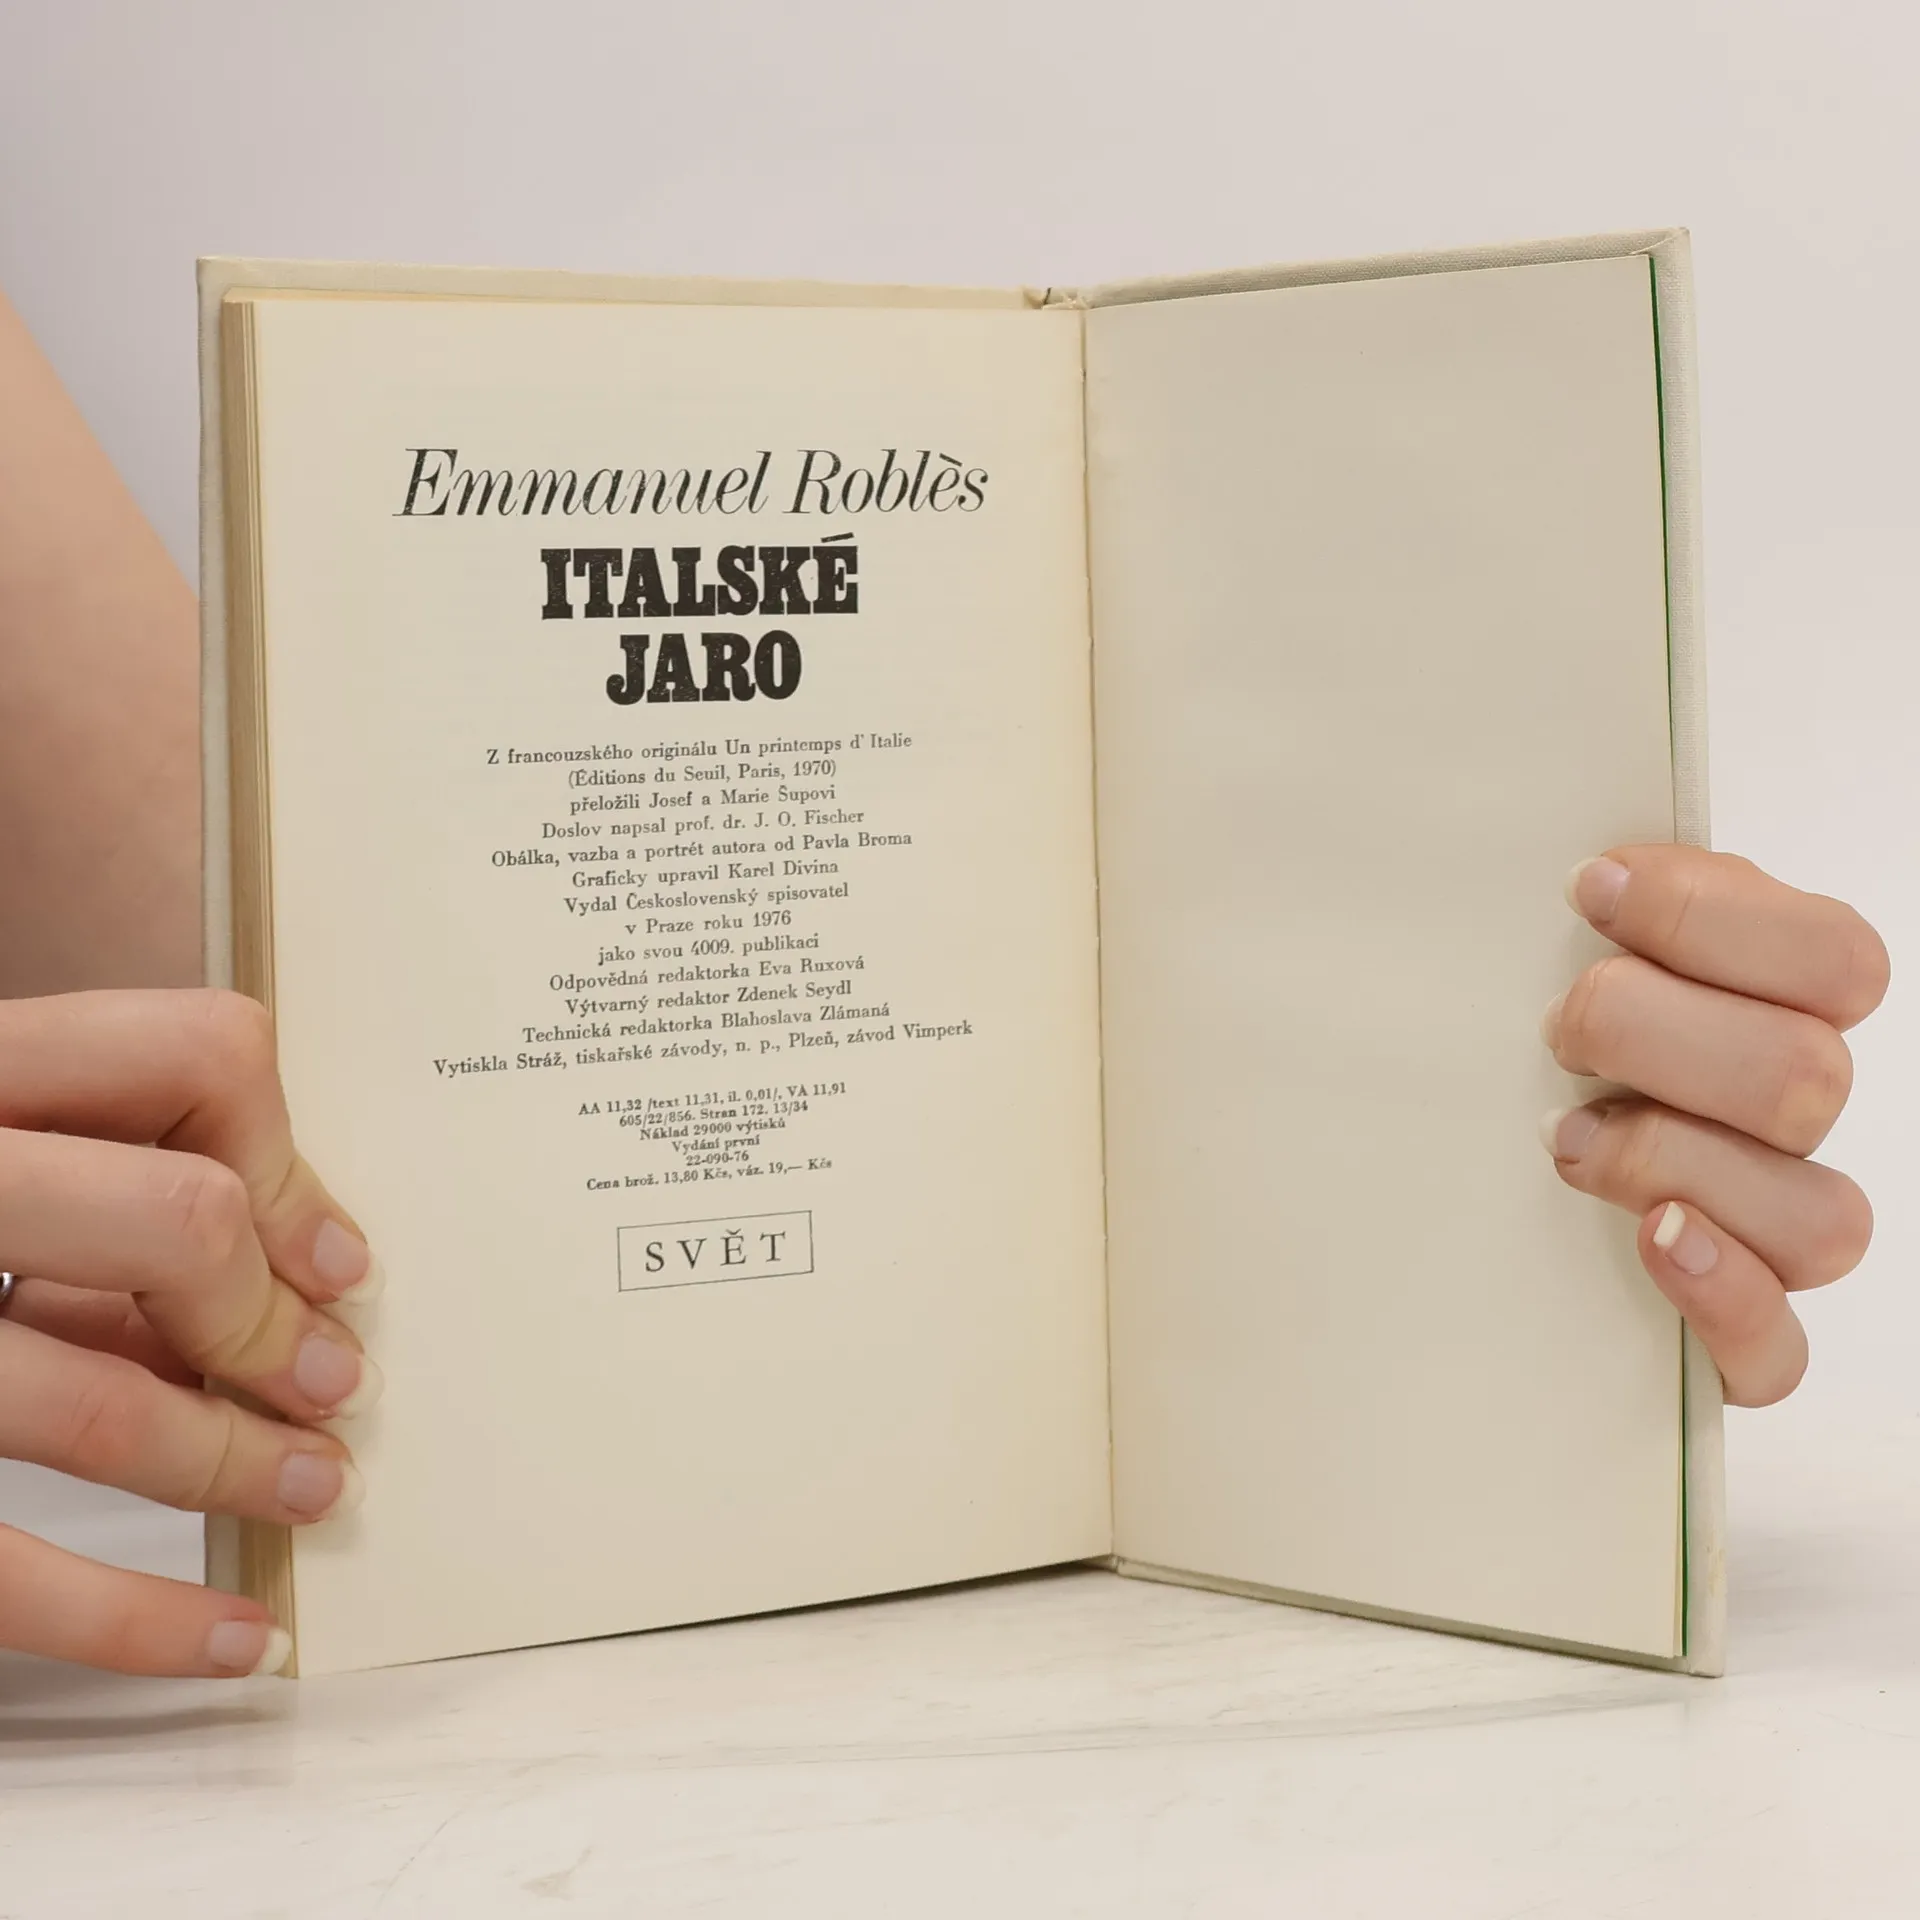 Emmanuel Roblès
ITALSKÉ
JARO
Z francouzského originálu Un printemps d' Italie
(Éditions du Seuil, Paris, 1970)
přeložili Josef a Marie Šupovi
Doslov napsal prof. dr. J. O. Fischer
Obálka, vazba a portrét autora od Pavla Broma
Graficky upravil Karel Divina
Vydal Československý spisovatel
v Praze roku 1976
jako svou 4009. publikaci
Odpovědná redaktorka Eva Ruxová
Výtvarný redaktor Zdenek Seydl
Technická redaktorka Blahoslava Zlámaná
Vytiskla Stráž, tiskařské závody, n. p., Plzeň, závod Vimperk
AA 11,32 /text 11,31, il. 0,01/, VA 11,91
605/22/856. Stran 172. 13/34
Náklad 29000 výtisků
Vydání první
22-090-76
Cena brož. 13,80 Kčs, váz. 19,— Kčs
SVĚT